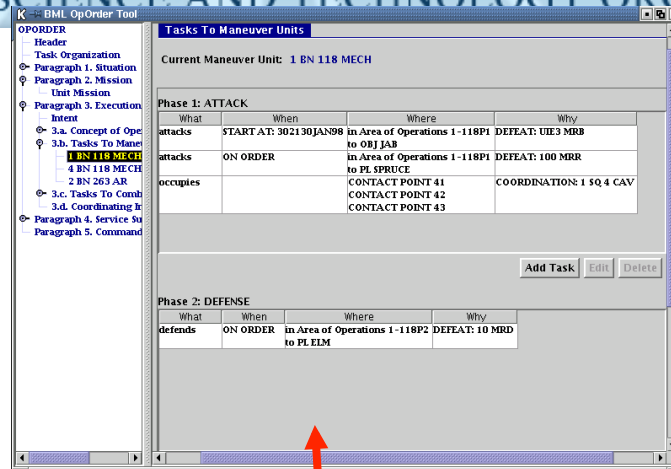 SCIENCE AND TECHNOLOGY
BML OpOrder Tool
OPORDER
Header
Task Organization
Paragraph 1. Situation
Paragraph 2. Mission
Unit Mission
Paragraph 3. Execution
Intent
3.a. Concept of Ope
3.b. Tasks To Mane
1 BN 118 MECH
4 BN 118 MECH
2 BN 263 AR
3.c. Tasks To Comb
3.d. Coordinating In
Paragraph 4. Service Su
Paragraph 5. Command
Tasks To Maneuver Units
Current Maneuver Unit: 1 BN 118 MECH
Phase 1: ATTACK
What When Where Why
attacks START AT: 302130JAN98 in Area of Operations 1-118P1 DEFEAT: UIE3 MRB
to OBJ JAB
attacks ON ORDER in Area of Operations 1-118P1 DEFEAT: 100 MRR
to PL SPRUCE
occupies CONTACT POINT 41 COORDINATION: 1 SQ 4 CAV
CONTACT POINT 42
CONTACT POINT 43
Add Task Edit Delete
Phase 2: DEFENSE
What When Where Why
defends ON ORDER in Area of Operations 1-118P2 DEFEAT: 10 MRD
to PL ELM